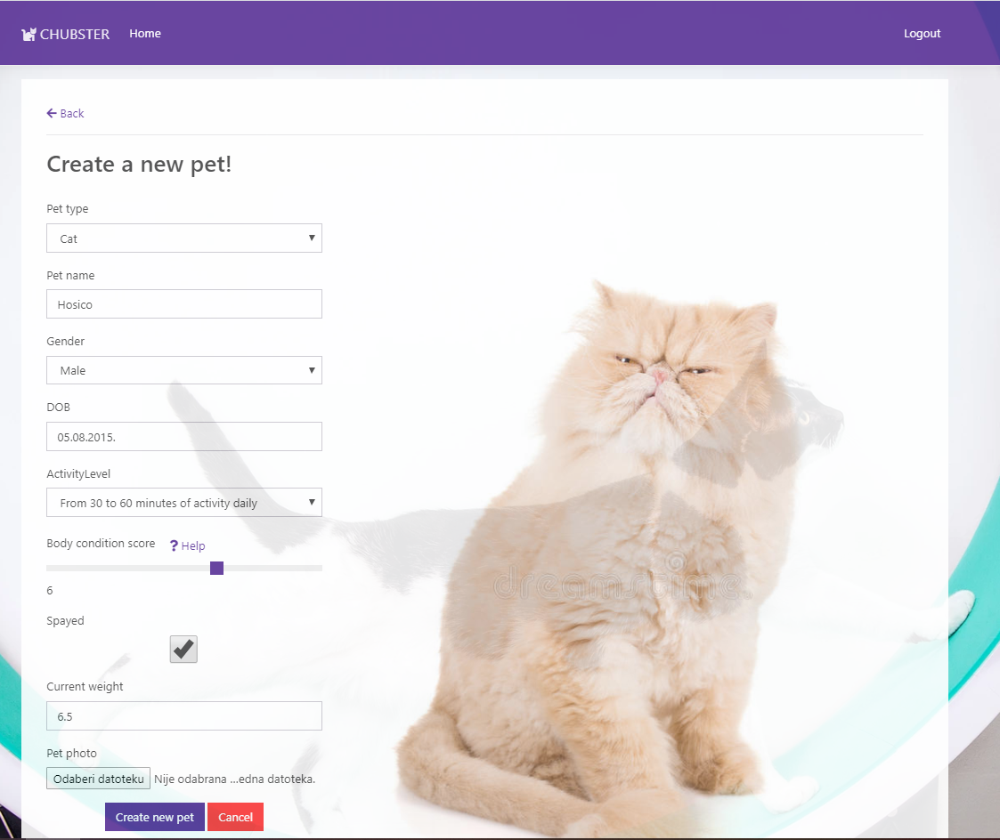 CHUBSTER Home Logout
Back
Create a new pet!
Pet type
Cat
Pet name
Hosico
Gender
Male
DOB
05.08.2015.
ActivityLevel
From 30 to 60 minutes of activity daily
Body condition score ? Help
6
Spayed
Current weight
6.5
Pet photo
Odaberi datoteku Nije odabrana ...edna datoteka.
Create new pet Cancel
dreamstime